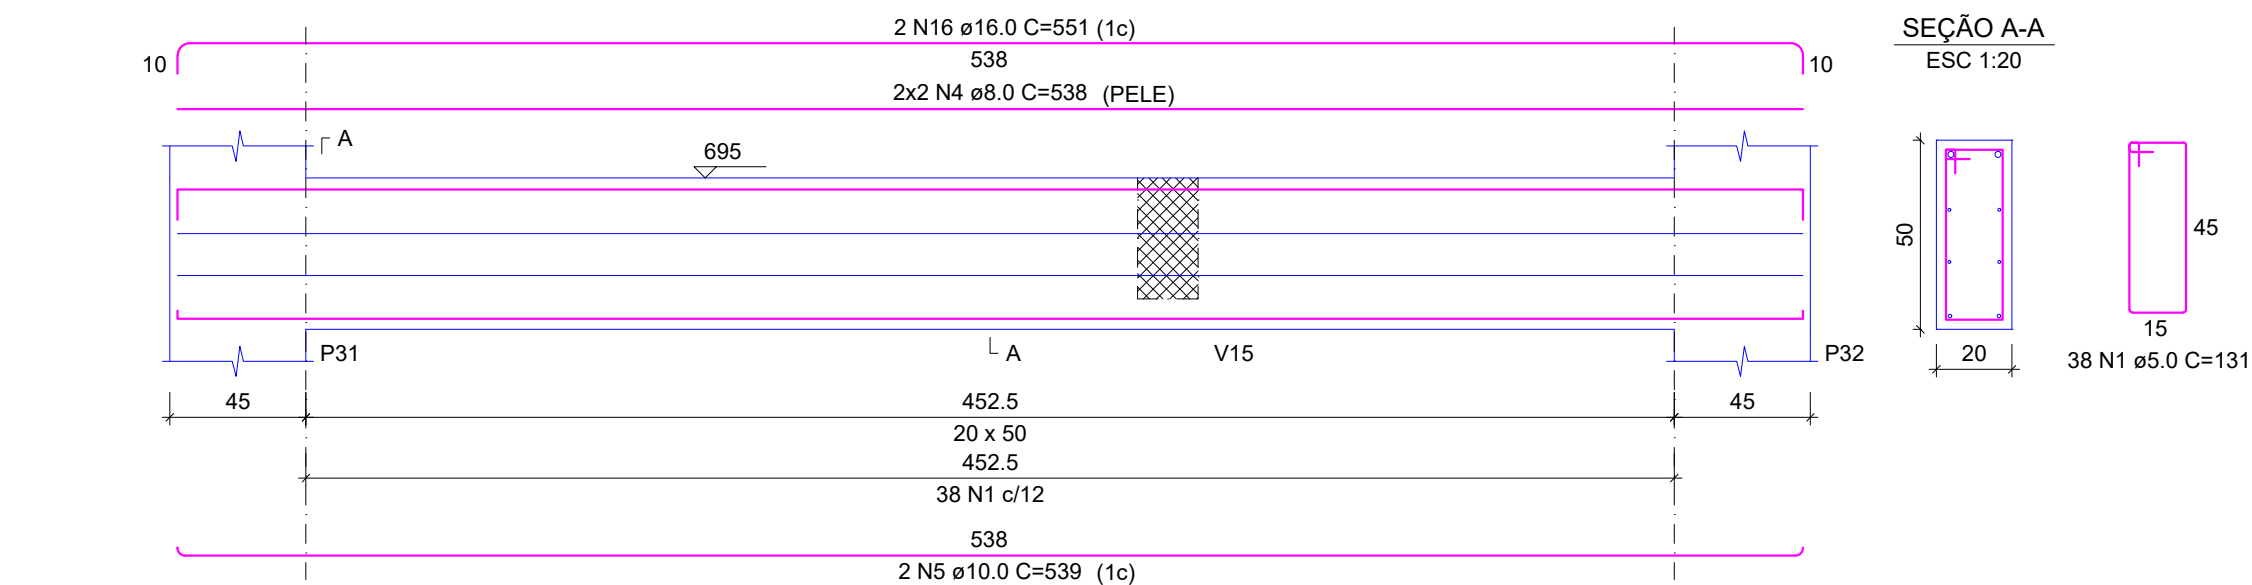 2 N16 ø16.0 C=551 (1c)
SEÇÃO A-A
538
ESC 1:20
10
10
2x2 N4 ø8.0 C=538 (PELE)
A
695
50
45
15
P31
A
V15
P32
20
38 N1 ø5.0 C=131
45
452.5
45
20 x 50
452.5
38 N1 c/12
538
2 N5 ø10.0 C=539 (1c)